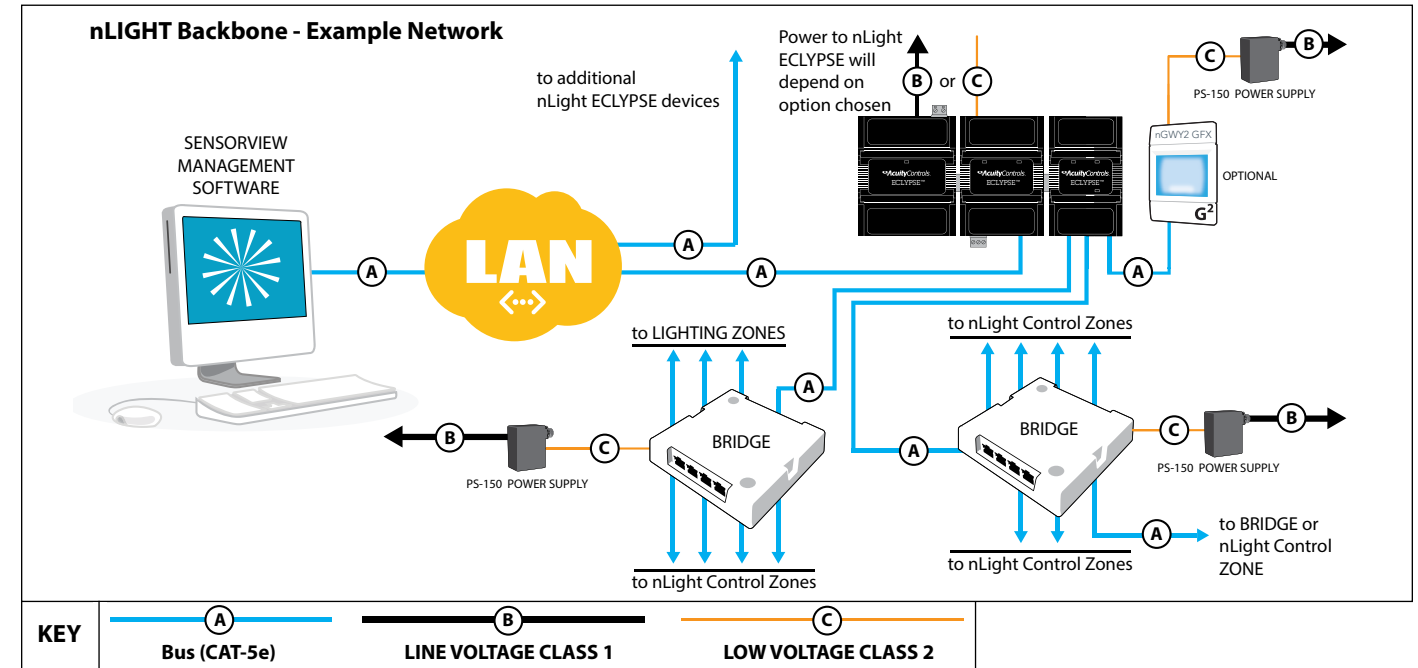 nLIGHT Backbone - Example Network
SENSORVIEW
MANAGEMENT
SOFTWARE
to additional
nLight ECLYPSE devices
Power to nLight
ECLYPSE will
depend on
option chosen
B or C
C
B
PS-150 POWER SUPPLY
AcuityControls
ECLYPSE™
AcuityControls
ECLYPSE™
AcuityControls
ECLYPSE™
nGWY2 GFX
G²
OPTIONAL
A
LAN
A
A
A
to LIGHTING ZONES
A
BRIDGE
B
C
PS-150 POWER SUPPLY
to nLight Control Zones
to nLight Control Zones
A
BRIDGE
C
B
PS-150 POWER SUPPLY
to nLight Control Zones
A
to BRIDGE or
nLight Control
ZONE
KEY
A
Bus (CAT-5e)
B
LINE VOLTAGE CLASS 1
C
LOW VOLTAGE CLASS 2